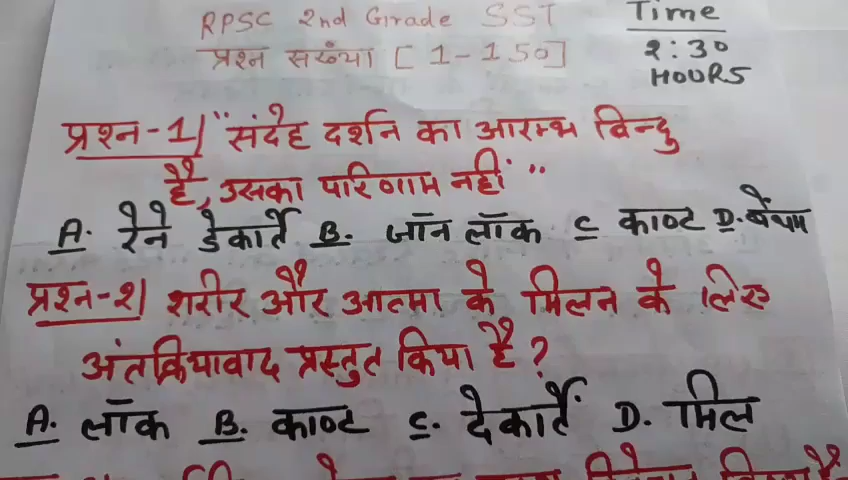 RPSC 2nd Grade SST
प्रश्न सख्ंया [1-150]
Time
2:30
HOURS
प्रश्न-1| "संदेह दर्शन का आरम्भ विन्दु
है, उसका परिणाम नहीं"
A. रेने डेकार्ते B. जॉन लॉक C काण्ट D. बेंथम
प्रश्न-2| शरीर और आत्मा के मिलन के लिए
अंतक्रियावाद प्रस्तुत किया है?
A. लॉक B. काण्ट C. देकार्ते D. मिल